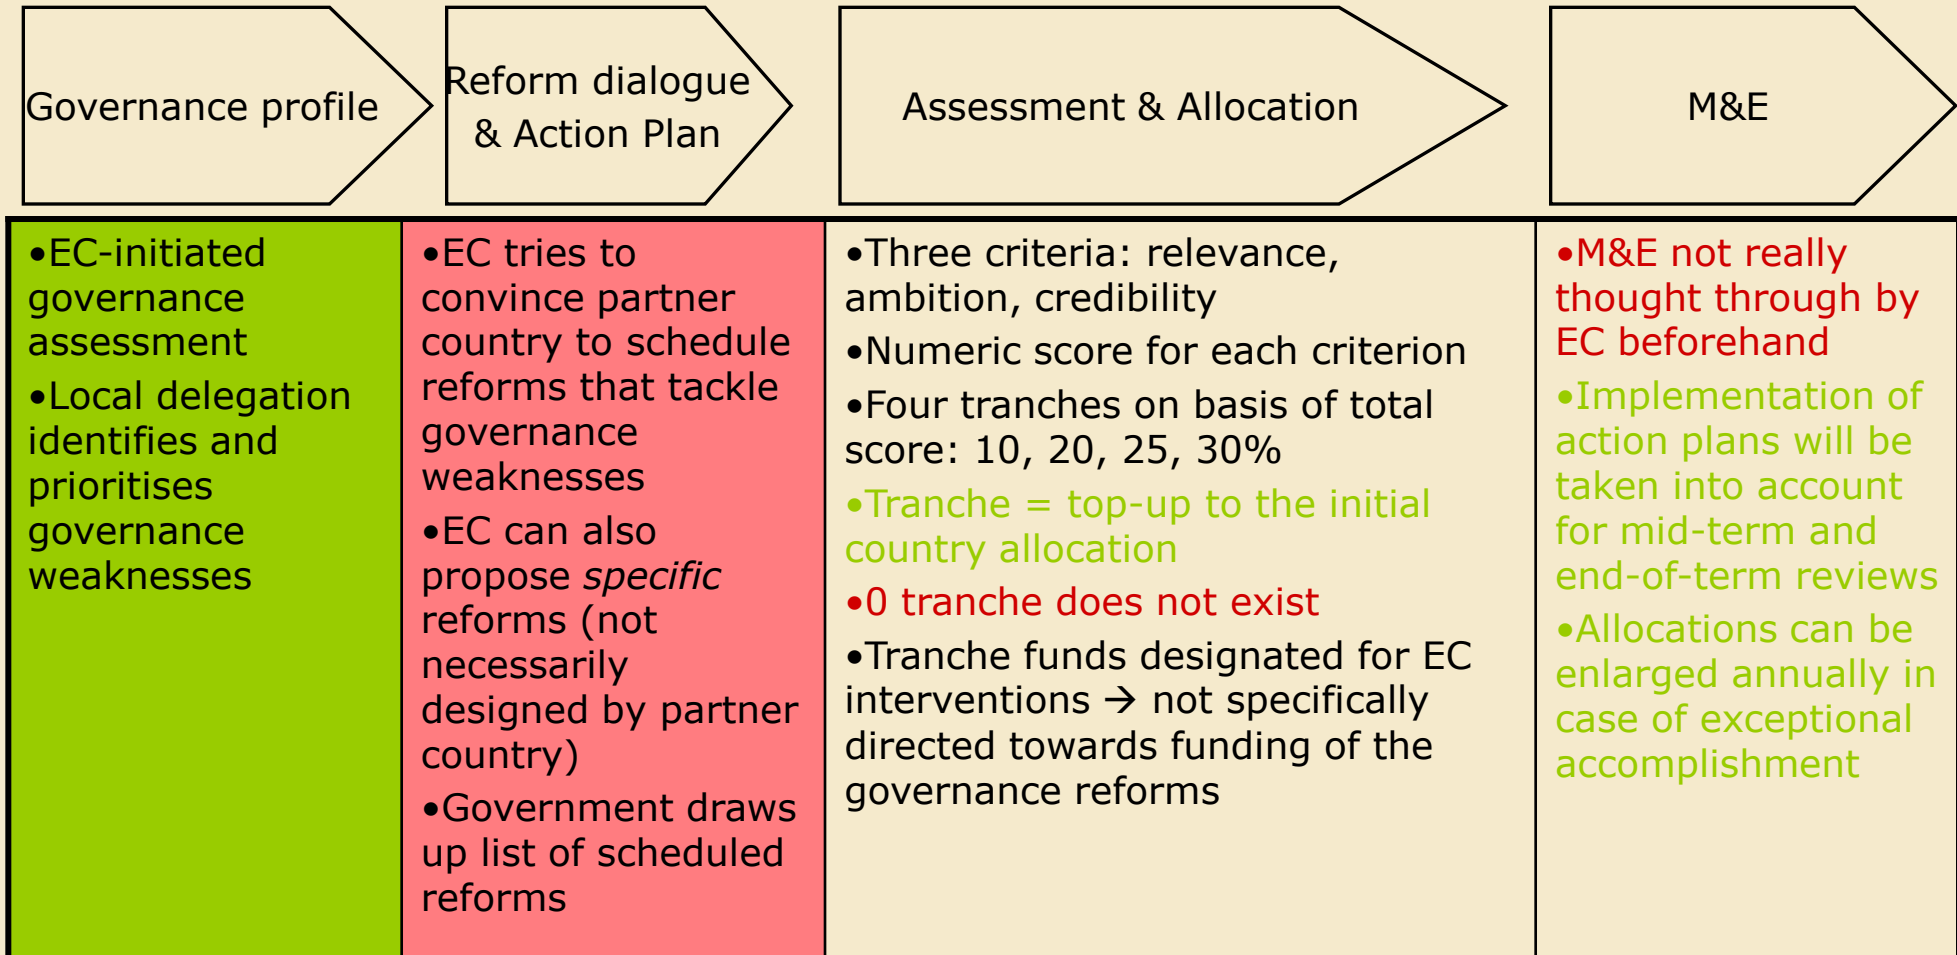 Governance profile
Reform dialogue
& Action Plan
Assessment & Allocation
M&E
•EC-initiated
governance
assessment
•Local delegation
identifies and
prioritises
governance
weaknesses
•EC tries to
convince partner
country to schedule
reforms that tackle
governance
weaknesses
•EC can also
propose specific
reforms (not
necessarily
designed by partner
country)
•Government draws
up list of scheduled
reforms
•Three criteria: relevance,
ambition, credibility
•Numeric score for each criterion
•Four tranches on basis of total
score: 10, 20, 25, 30%
•Tranche = top-up to the initial
country allocation
•0 tranche does not exist
•Tranche funds designated for EC
interventions → not specifically
directed towards funding of the
governance reforms
•M&E not really
thought through by
EC beforehand
•Implementation of
action plans will be
taken into account
for mid-term and
end-of-term reviews
•Allocations can be
enlarged annually in
case of exceptional
accomplishment